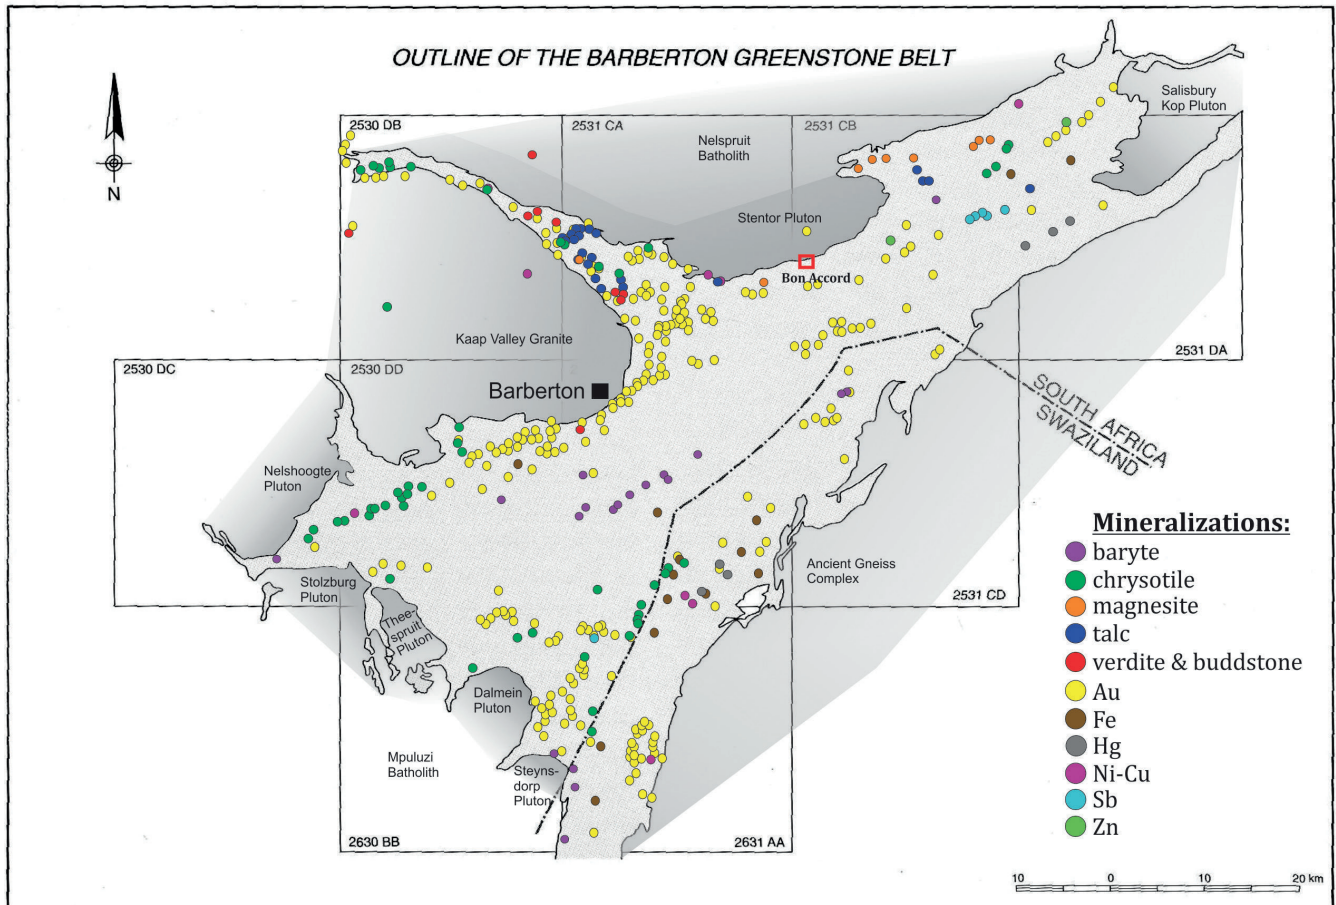 OUTLINE OF THE BARBERTON GREENSTONE BELT
N
2530 DB
2531 CA
2531 CB
Salisbury
Kop Pluton
Nelspruit
Batholith
Stentor Pluton
Bon Accord
Kaap Valley Granite
2530 DC
2530 DD
2531 DA
Barberton
SOUTH AFRICA
SWAZILAND
Nelshoogte
Pluton
Mineralizations:
baryte
chrysotile
magnesite
talc
verdite & buddstone
Au
Fe
Hg
Ni-Cu
Sb
Zn
Ancient Gneiss
Complex
Stolzburg
Pluton
2531 CD
Thee-
spruit
Pluton
Dalmein
Pluton
Mpuluzi
Batholith
Steyns-
dorp
Pluton
2630 BB
2631 AA
10 0 10 20 km